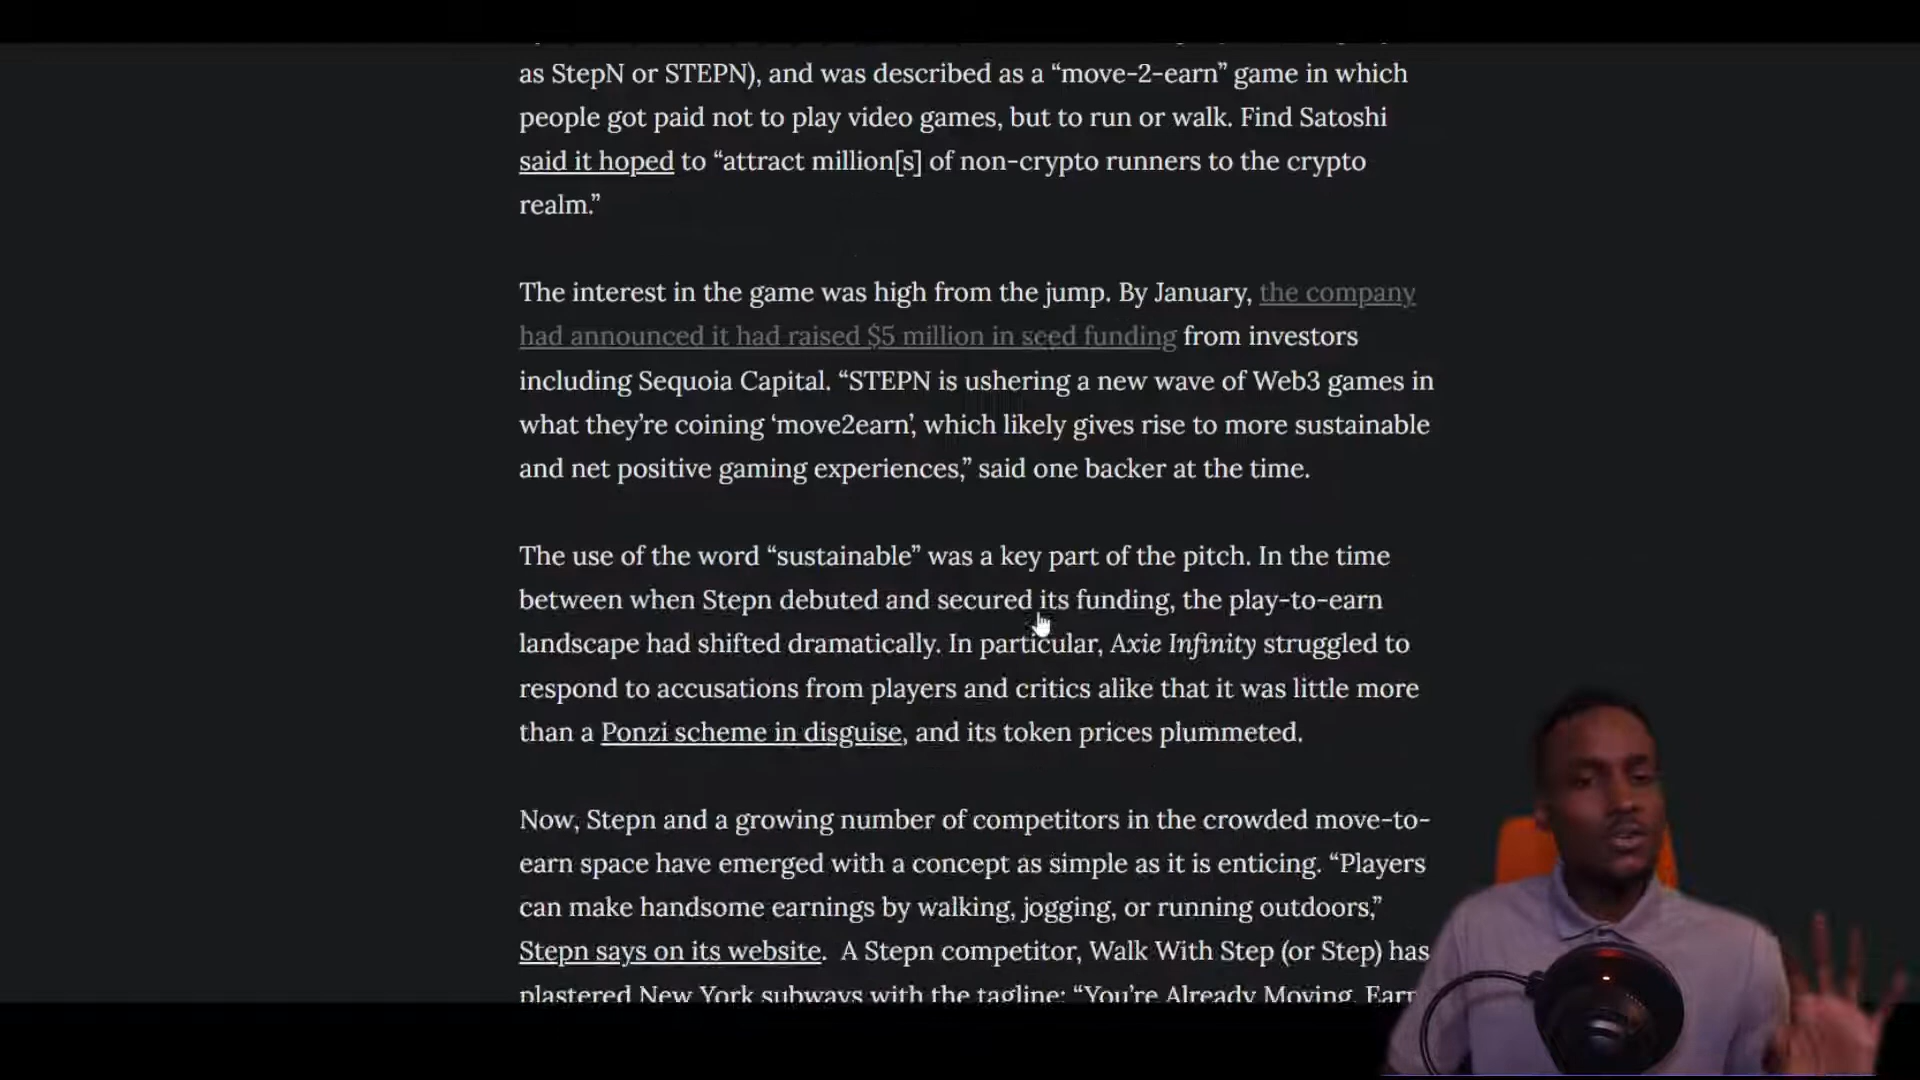 as StepN or STEPN), and was described as a “move-2-earn” game in which
people got paid not to play video games, but to run or walk. Find Satoshi
said it hoped to “attract million[s] of non-crypto runners to the crypto
realm.”
The interest in the game was high from the jump. By January, the company
had announced it had raised $5 million in seed funding from investors
including Sequoia Capital. “STEPN is ushering a new wave of Web3 games in
what they’re coining ‘move2earn’, which likely gives rise to more sustainable
and net positive gaming experiences,” said one backer at the time.
The use of the word “sustainable” was a key part of the pitch. In the time
between when Stepn debuted and secured its funding, the play-to-earn
landscape had shifted dramatically. In particular, Axie Infinity struggled to
respond to accusations from players and critics alike that it was little more
than a Ponzi scheme in disguise, and its token prices plummeted.
Now, Stepn and a growing number of competitors in the crowded move-to-
earn space have emerged with a concept as simple as it is enticing. “Players
can make handsome earnings by walking, jogging, or running outdoors,”
Stepn says on its website. A Stepn competitor, Walk With Step (or Step) has
plastered New York subways with the tagline: “You’re Already Moving. Earn